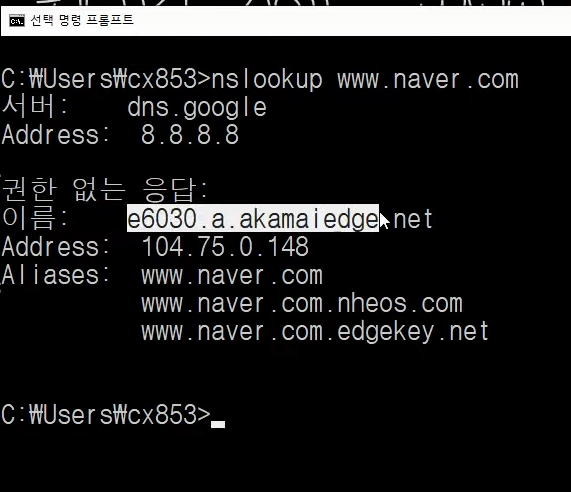 선택 명령 프롬프트
C:₩Users₩cx853>nslookup www.naver.com
서버:    dns.google
Address:  8.8.8.8
권한 없는 응답:
이름:    e6030.a.akamaiedge.net
Address:  104.75.0.148
Aliases:  www.naver.com
www.naver.com.nheos.com
www.naver.com.edgekey.net
C:₩Users₩cx853>